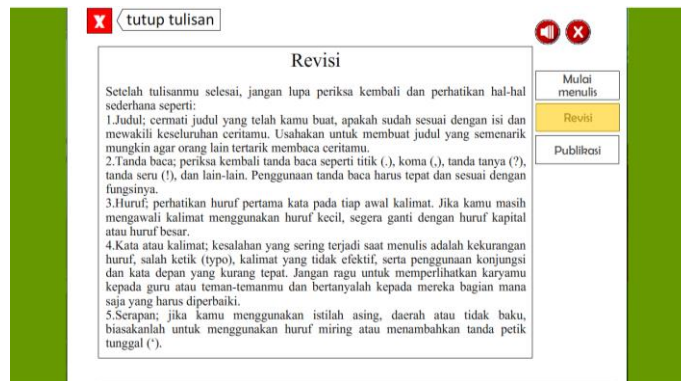 X tutup tulisan
X
Revisi
Setelah tulisanmu selesai, jangan lupa periksa kembali dan perhatikan hal-hal
sederhana seperti:
1.Judul; cermati judul yang telah kamu buat, apakah sudah sesuai dengan isi dan
mewakili keseluruhan ceritamu. Usahakan untuk membuat judul yang semenarik
mungkin agar orang lain tertarik membaca ceritamu.
2.Tanda baca; periksa kembali tanda baca seperti titik (.), koma (,), tanda tanya (?),
tanda seru (!), dan lain-lain. Penggunaan tanda baca harus tepat dan sesuai dengan
fungsinya.
3.Huruf; perhatikan huruf pertama kata pada tiap awal kalimat. Jika kamu masih
mengawali kalimat menggunakan huruf kecil, segera ganti dengan huruf kapital
atau huruf besar.
4.Kata atau kalimat; kesalahan yang sering terjadi saat menulis adalah kekurangan
huruf, salah ketik (typo), kalimat yang tidak efektif, serta penggunaan konjungsi
dan kata depan yang kurang tepat. Jangan ragu untuk memperlihatkan karyamu
kepada guru atau teman-temanmu dan bertanyalah kepada mereka bagian mana
saja yang harus diperbaiki.
5.Serapan; jika kamu menggunakan istilah asing, daerah atau tidak baku,
biasakanlah untuk menggunakan huruf miring atau menambahkan tanda petik
tunggal (‘).
Mulai
menulis
Revisi
Publikasi